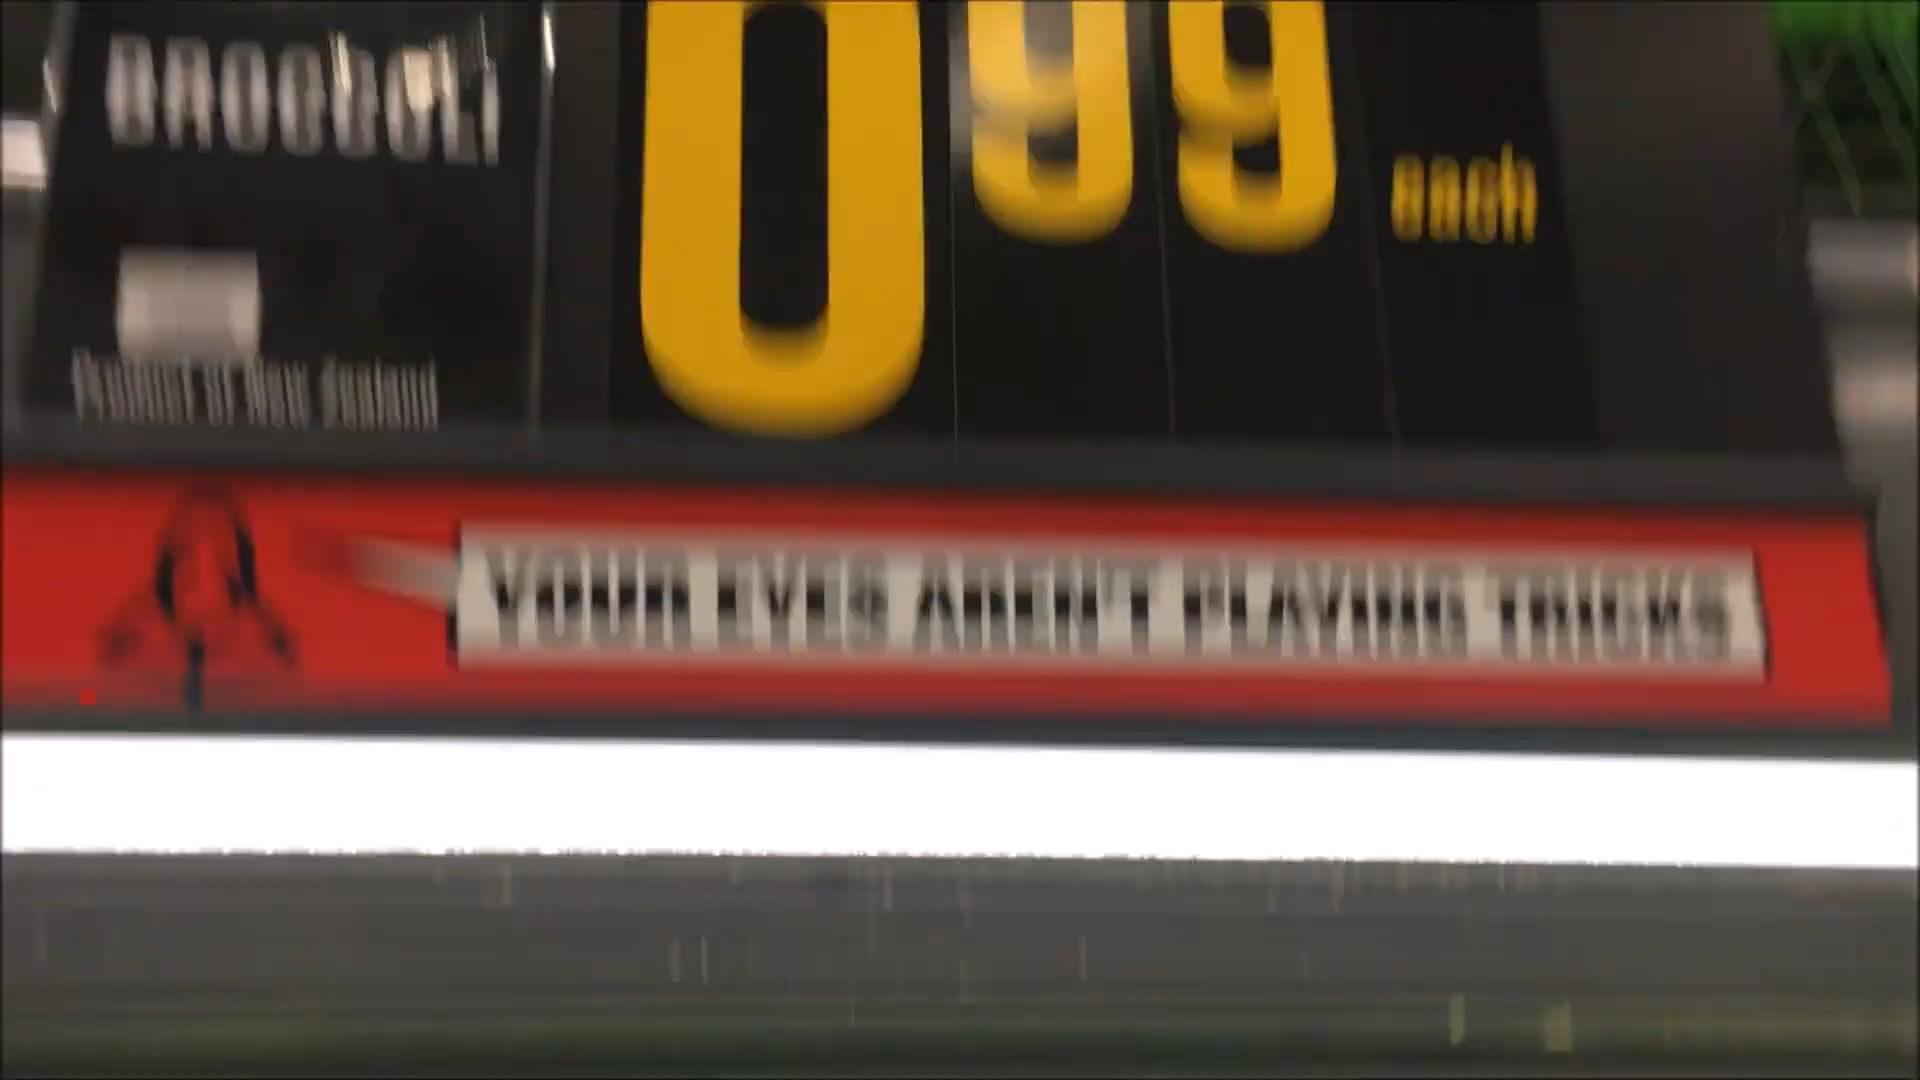 BROCCOLI
0 99 each
Product of New Zealand
YOUR EYES AREN'T PLAYING TRICKS